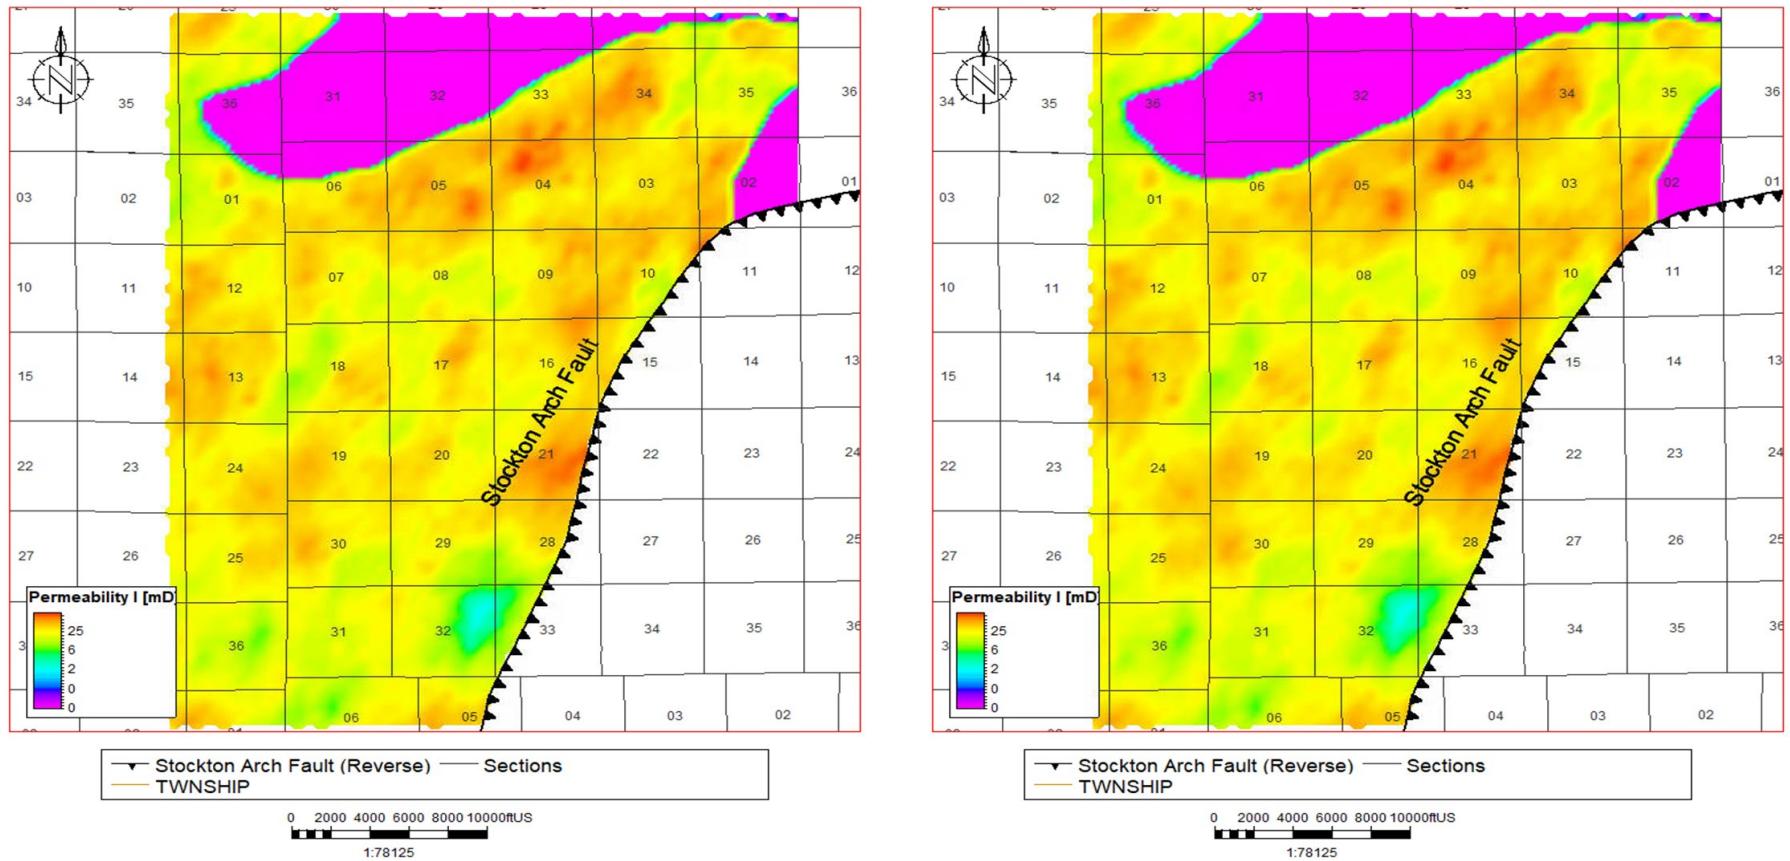 N
31 32 33 34 35 36
34 35 36
06 05 04 03 02 01
03 02 01
07 08 09 10 11 12
10 11 12
18 17 16 15 14 13
15 14 13
Stockton Arch Fault
19 20 21 22 23 24
22 23 24
30 29 28 27 26 25
27 26 25
Permeability I [mD]
25
6
2
0
0
31 32 33 34 35 36
36
06 05 04 03 02
Stockton Arch Fault (Reverse) Sections
TWNSHIP
0 2000 4000 6000 8000 10000ftUS
1:78125
N
31 32 33 34 35 36
34 35 36
06 05 04 03 02 01
03 02 01
07 08 09 10 11 12
10 11 12
18 17 16 15 14 13
15 14 13
Stockton Arch Fault
19 20 21 22 23 24
22 23 24
30 29 28 27 26 25
27 26 25
Permeability I [mD]
25
6
2
0
0
31 32 33 34 35 36
36
06 05 04 03 02
Stockton Arch Fault (Reverse) Sections
TWNSHIP
0 2000 4000 6000 8000 10000ftUS
1:78125